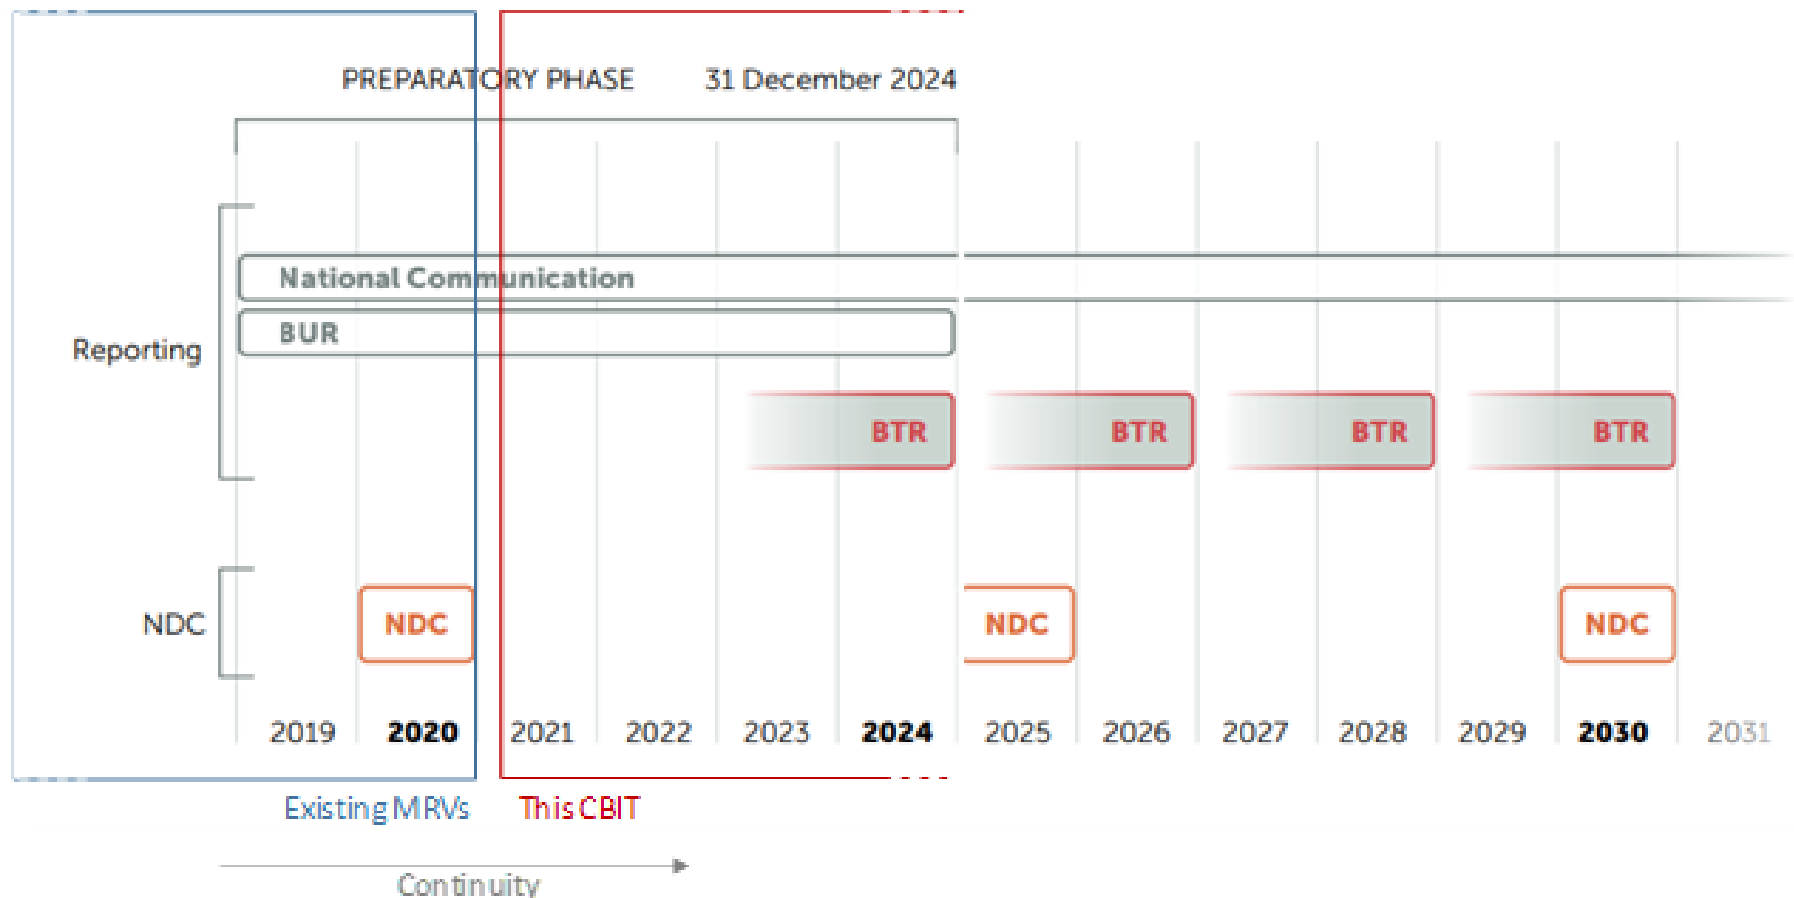 PREPARATORY PHASE 31 December 2024
National Communication
BUR
Reporting
BTR BTR BTR BTR
NDC NDC NDC NDC
2019 2020 2021 2022 2023 2024 2025 2026 2027 2028 2029 2030 2031
Existing MRVs This CBIT
Continuity